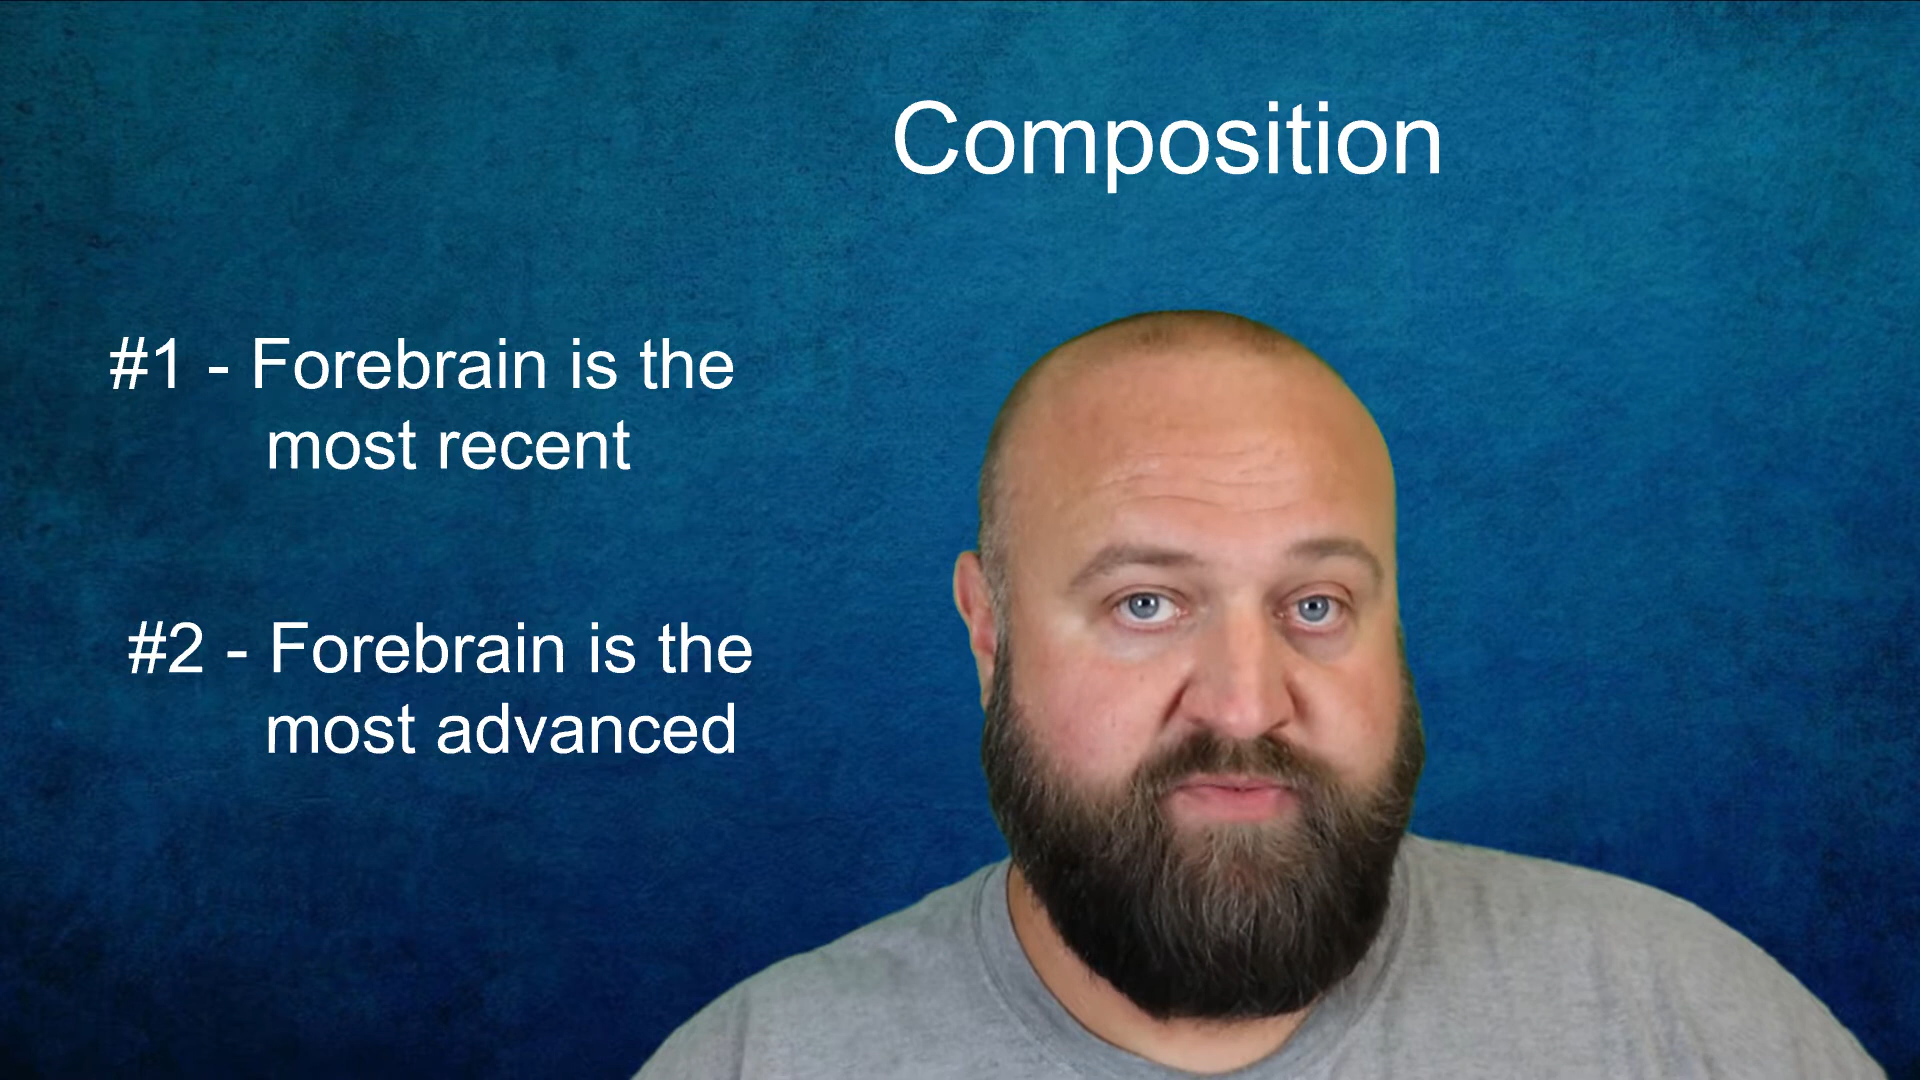 Composition
#1 - Forebrain is the
most recent
#2 - Forebrain is the
most advanced